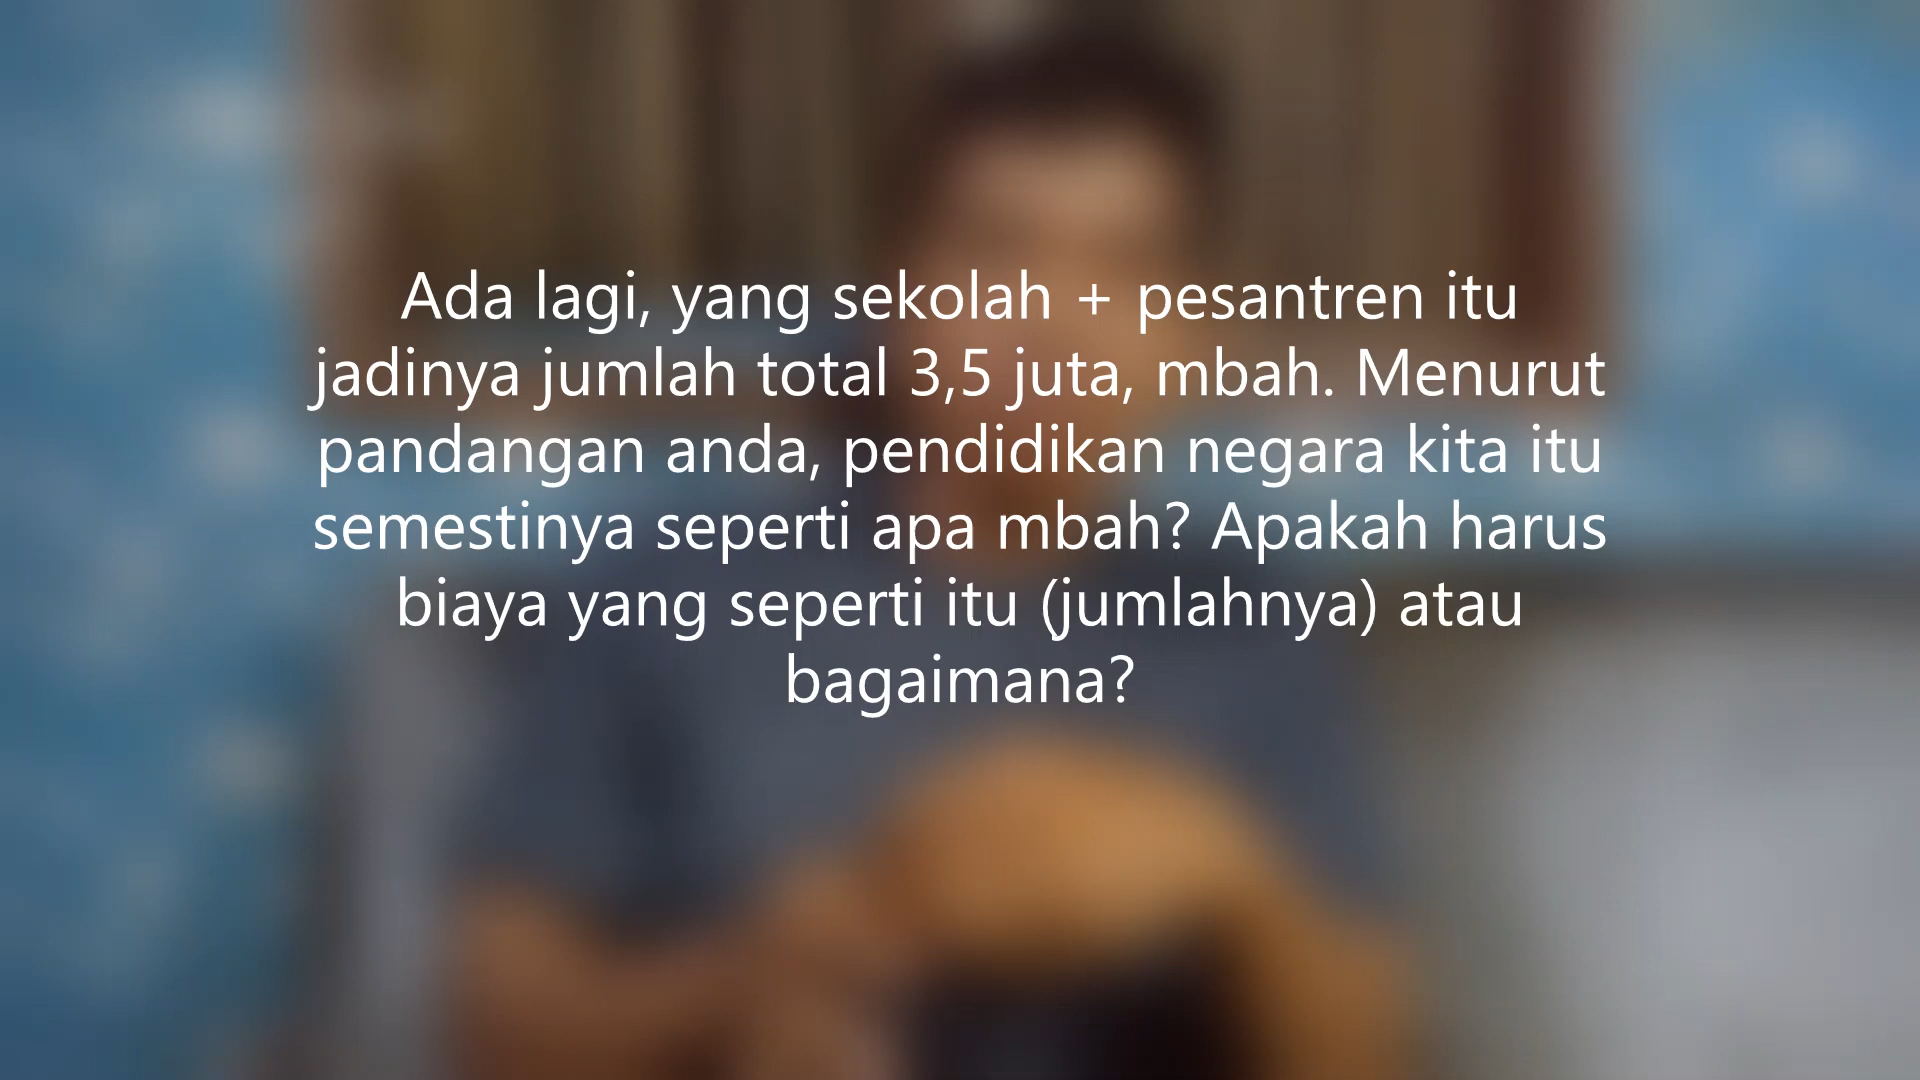 Ada lagi, yang sekolah + pesantren itu
jadinya jumlah total 3,5 juta, mbah. Menurut
pandangan anda, pendidikan negara kita itu
semestinya seperti apa mbah? Apakah harus
biaya yang seperti itu (jumlahnya) atau
bagaimana?